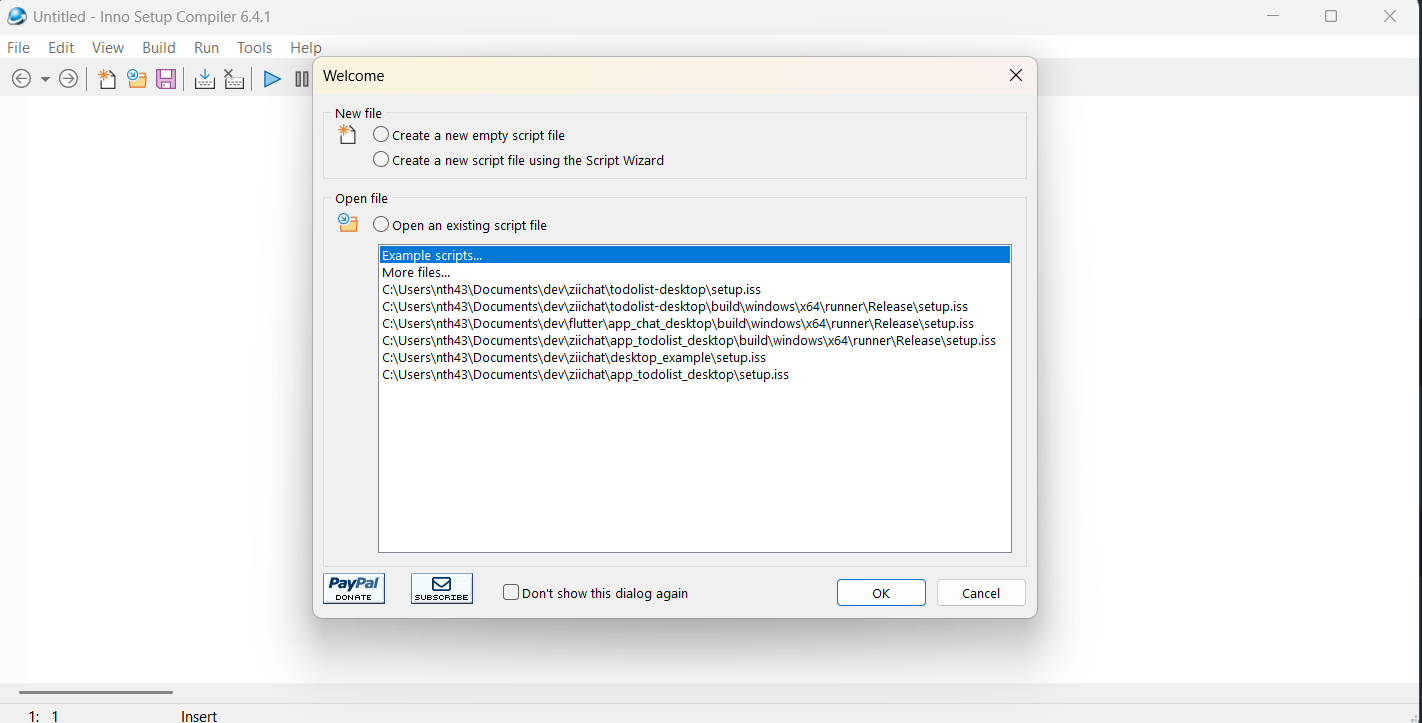 Untitled - Inno Setup Compiler 6.4.1
File Edit View Build Run Tools Help
Welcome
New file
Create a new empty script file
Create a new script file using the Script Wizard
Open file
Open an existing script file
Example scripts...
More files...
C:\Users\nth43\Documents\dev\ziichat\todolist-desktop\setup.iss
C:\Users\nth43\Documents\dev\ziichat\todolist-desktop\build\windows\x64\runner\Release\setup.iss
C:\Users\nth43\Documents\dev\flutter\app_chat_desktop\build\windows\x64\runner\Release\setup.iss
C:\Users\nth43\Documents\dev\ziichat\app_todolist_desktop\build\windows\x64\runner\Release\setup.iss
C:\Users\nth43\Documents\dev\ziichat\desktop_example\setup.iss
C:\Users\nth43\Documents\dev\ziichat\app_todolist_desktop\setup.iss
PayPal
DONATE
SUBSCRIBE
Don't show this dialog again
OK
Cancel
1: 1 Insert